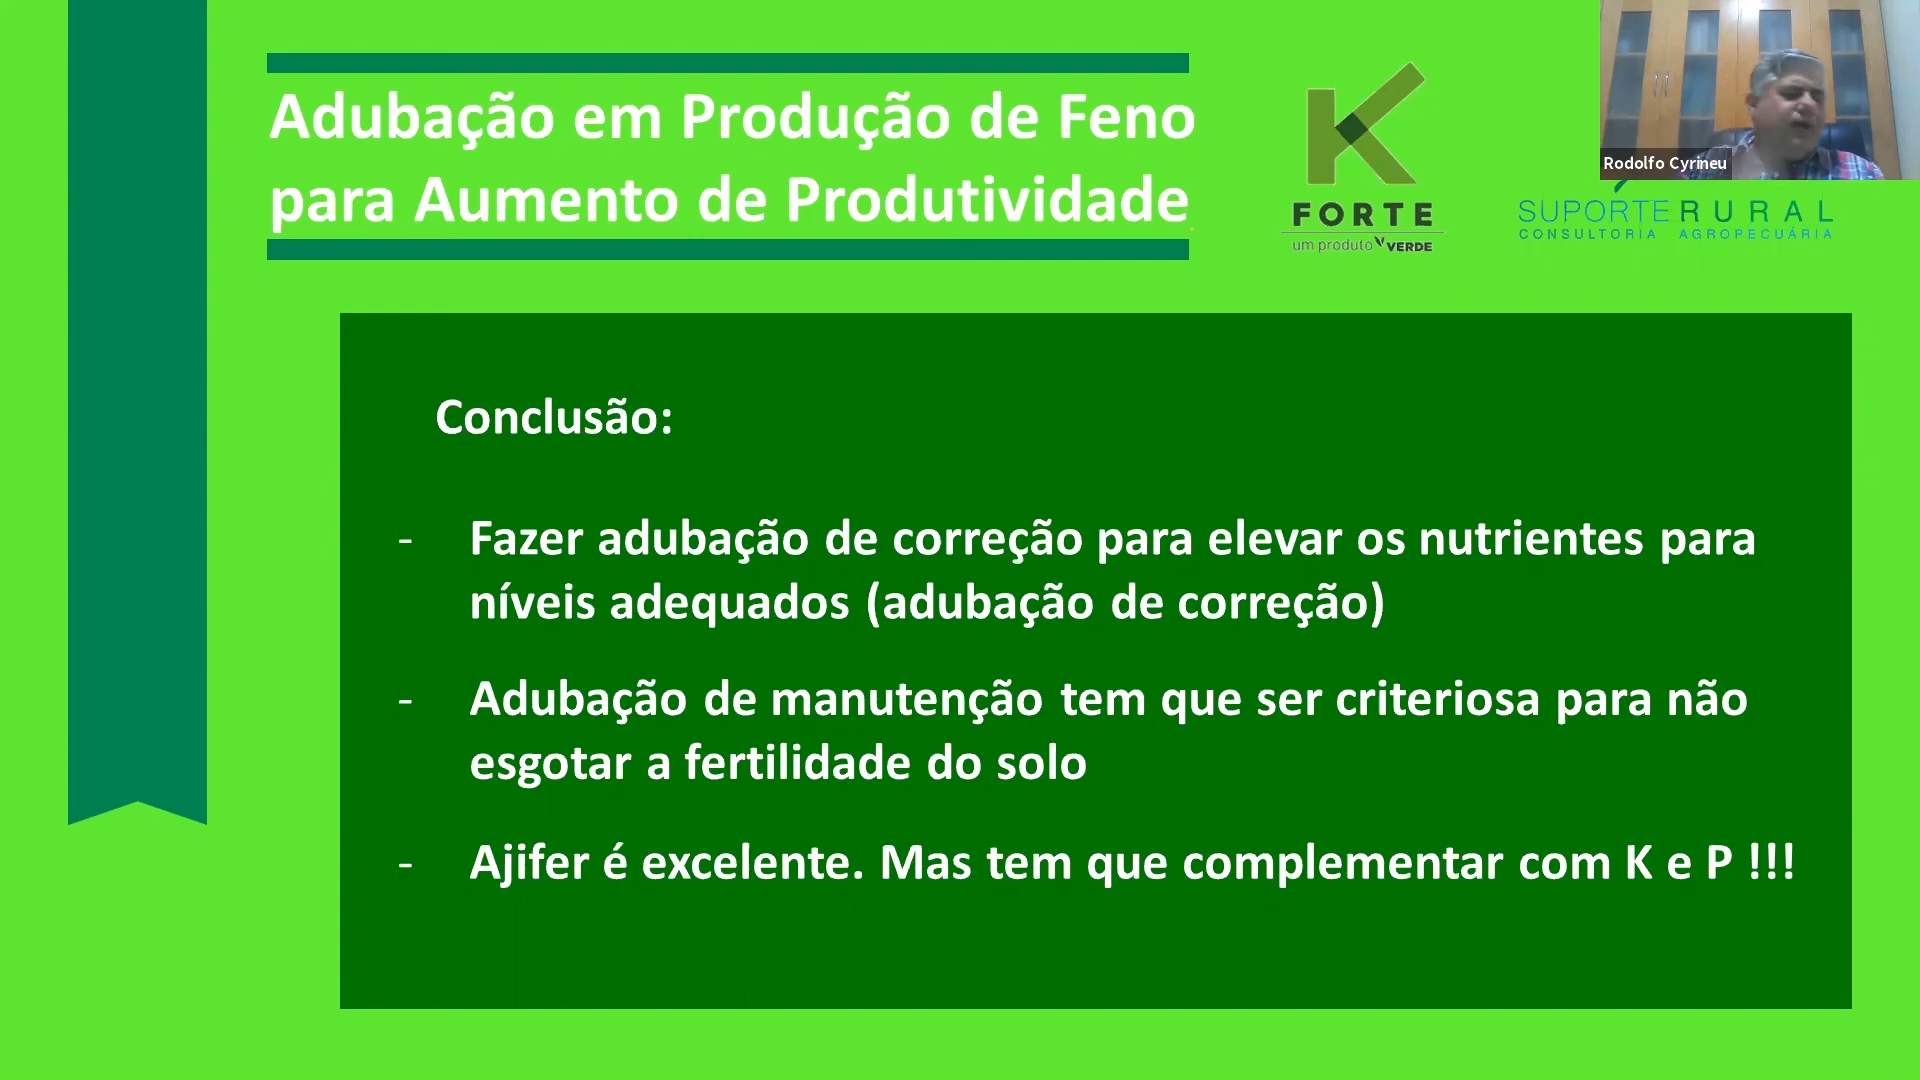 Adubação em Produção de Feno
para Aumento de Produtividade
K
FORTE
um produto VERDE
Rodolfo Cyrineu
SUPORTERURAL
CONSULTORIA AGROPECUÁRIA
Conclusão:
- Fazer adubação de correção para elevar os nutrientes para
níveis adequados (adubação de correção)
- Adubação de manutenção tem que ser criteriosa para não
esgotar a fertilidade do solo
- Ajifer é excelente. Mas tem que complementar com K e P !!!